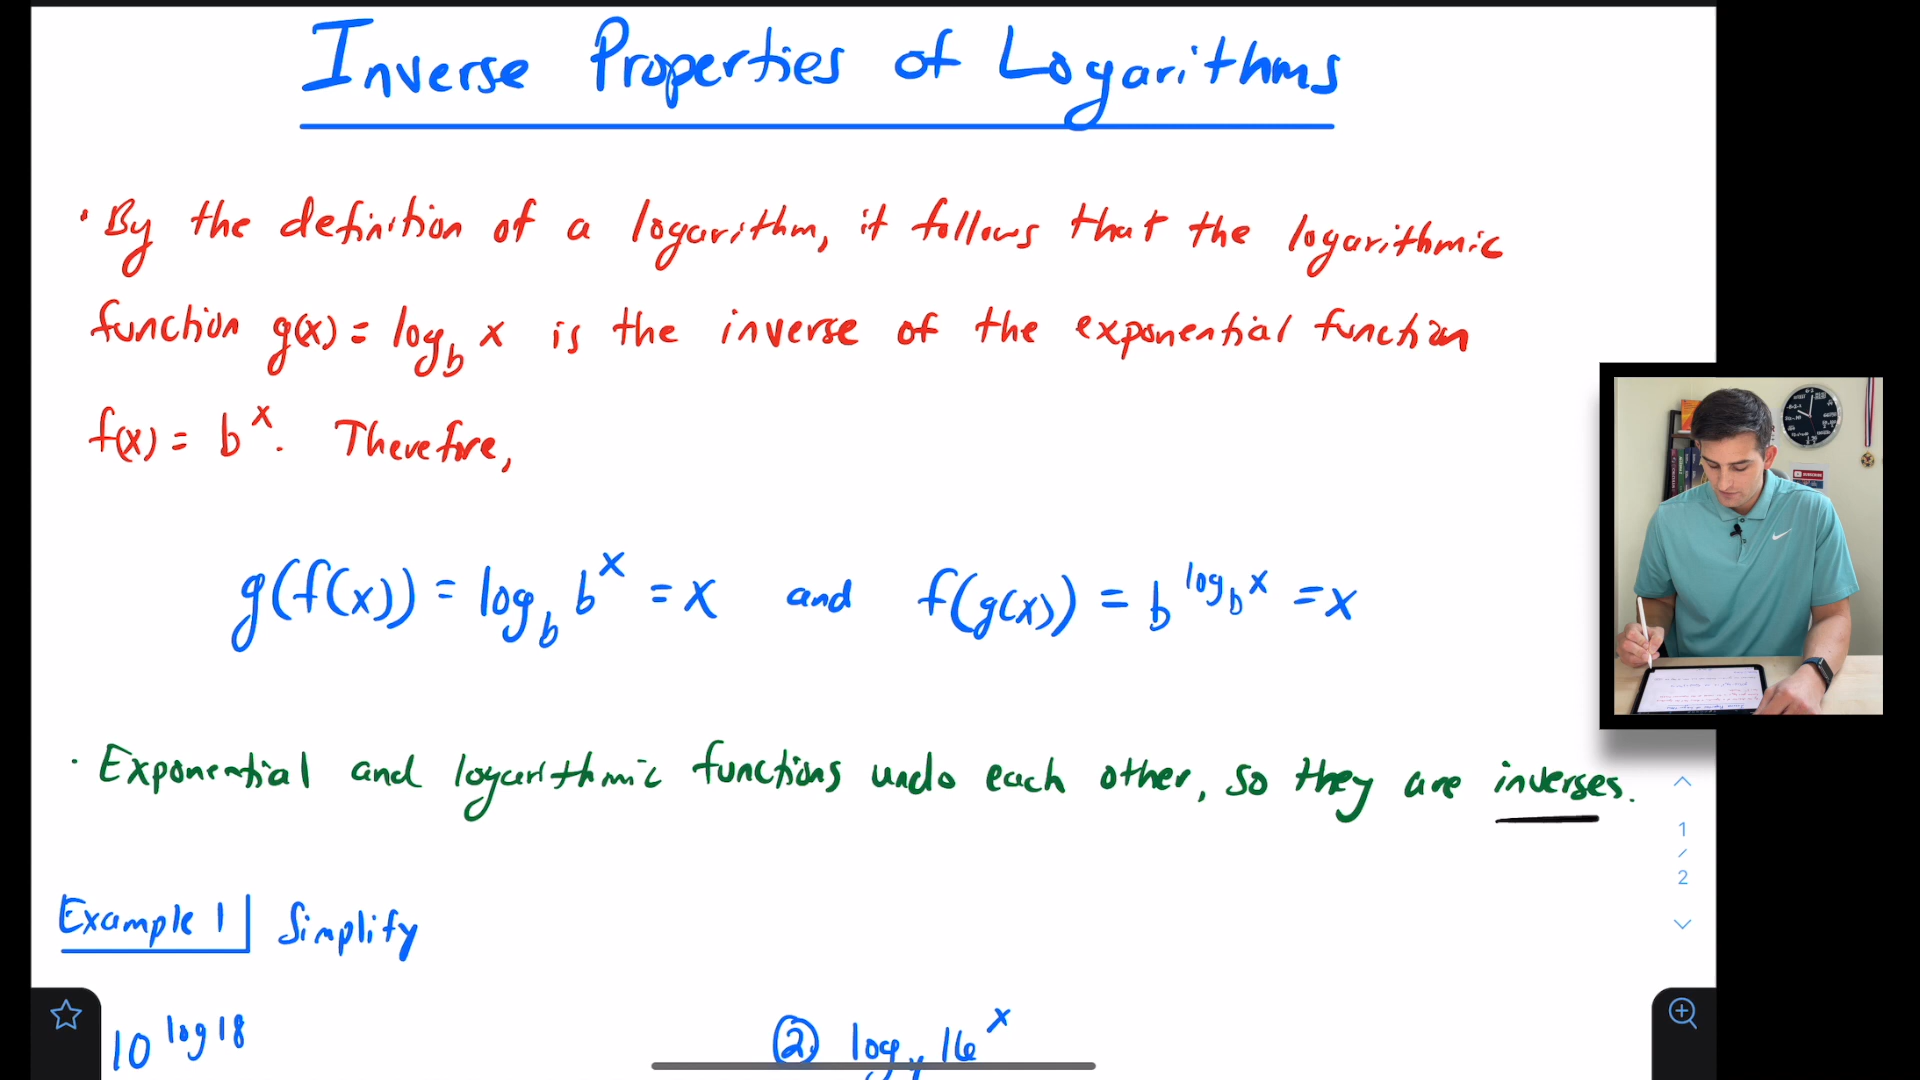 Inverse Properties of Logarithms
· By the definition of a logarithm, it follows that the logarithmic
function g(x) = log_b x is the inverse of the exponential function
f(x) = b^x. Therefore,
g(f(x)) = log_b b^x = x and f(g(x)) = b^(log_b x) = x
· Exponential and logarithmic functions undo each other, so they are inverses.
1
/
2
Example 1 Simplify
10^(log 18)
② log 16^x